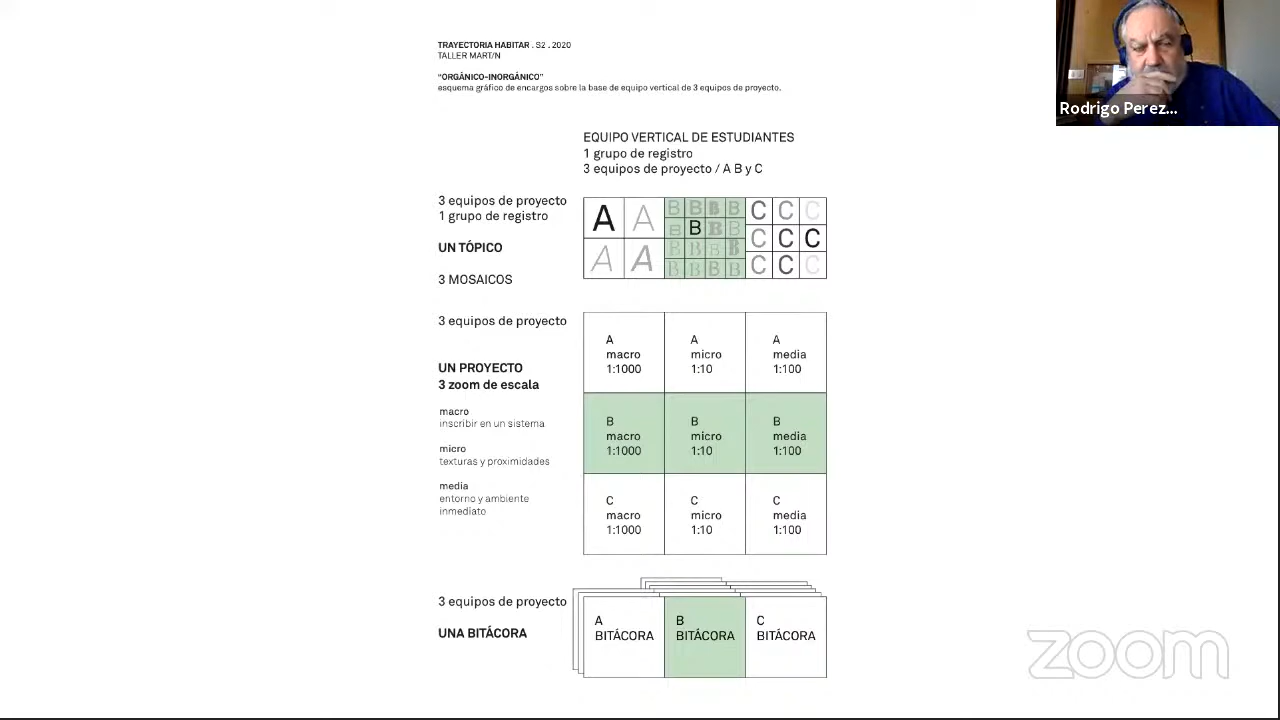 TRAYECTORIA HABITAR . S2 . 2020
TALLER MART/N
"ORGÁNICO-INORGÁNICO"
esquema gráfico de encargos sobre la base de equipo vertical de 3 equipos de proyecto.
Rodrigo Perez...
EQUIPO VERTICAL DE ESTUDIANTES
1 grupo de registro
3 equipos de proyecto / A B y C
3 equipos de proyecto
1 grupo de registro
UN TÓPICO
3 MOSAICOS
A A B B B B C C C
B B B B
C C C
A A B B B B
B B B B C C C
3 equipos de proyecto
UN PROYECTO
3 zoom de escala
macro
inscribir en un sistema
micro
texturas y proximidades
media
entorno y ambiente
inmediato
A
macro
1:1000
A
micro
1:10
A
media
1:100
B
macro
1:1000
B
micro
1:10
B
media
1:100
C
macro
1:1000
C
micro
1:10
C
media
1:100
3 equipos de proyecto
UNA BITÁCORA
A
BITÁCORA
B
BITÁCORA
C
BITÁCORA
zoom